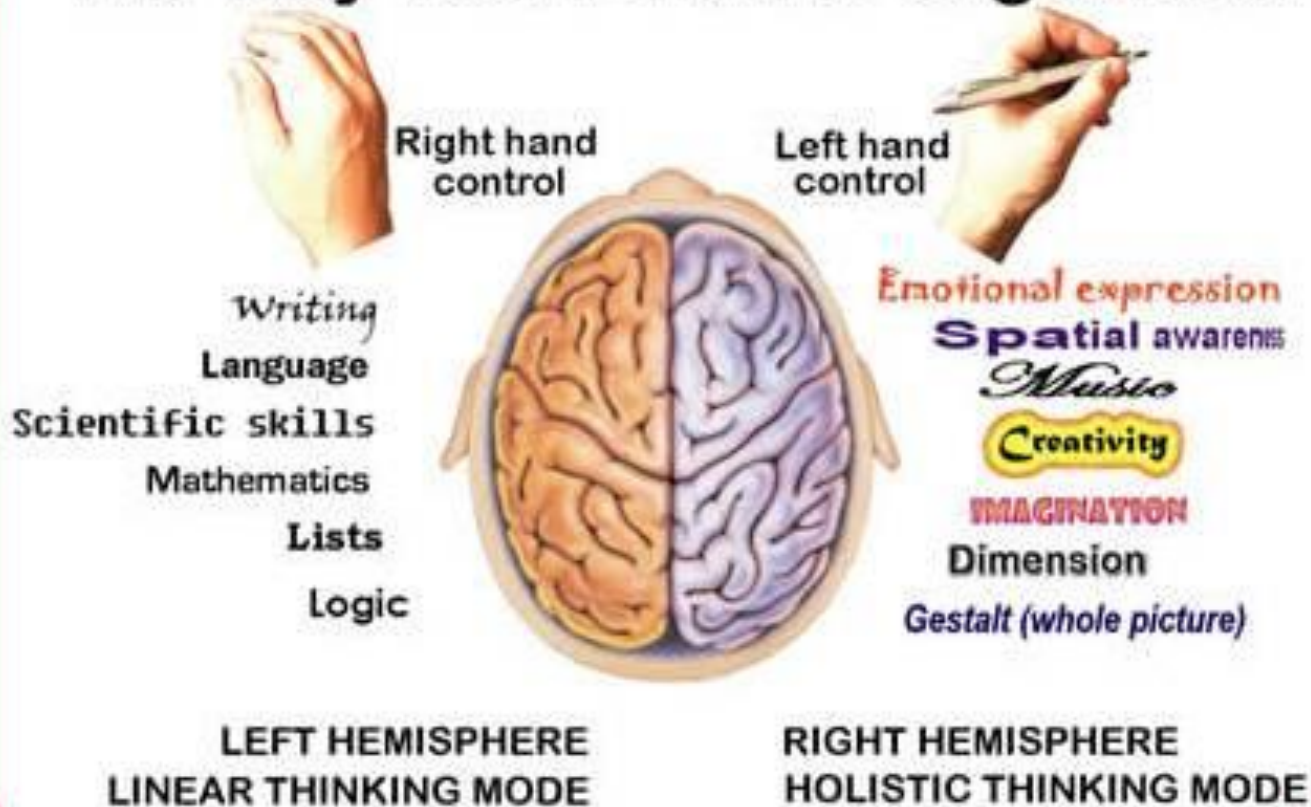 Right hand
control
Left hand
control
Writing
Language
Scientific skills
Mathematics
Lists
Logic
Emotional expression
Spatial awareness
Music
Creativity
IMAGINATION
Dimension
Gestalt (whole picture)
LEFT HEMISPHERE
LINEAR THINKING MODE
RIGHT HEMISPHERE
HOLISTIC THINKING MODE